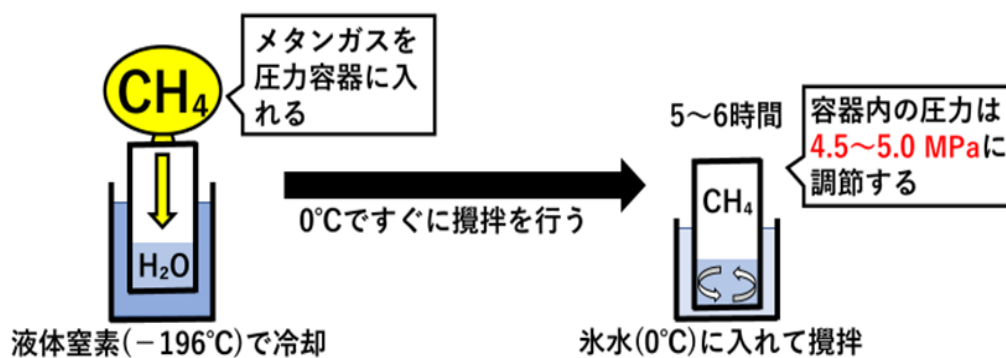 CH₄
メタンガスを
圧力容器に入
れる
H₂O
液体窒素(－196℃)で冷却
0℃ですぐに攪拌を行う
5～6時間
容器内の圧力は
4.5～5.0 MPaに
調節する
CH₄
氷水(0℃)に入れて攪拌